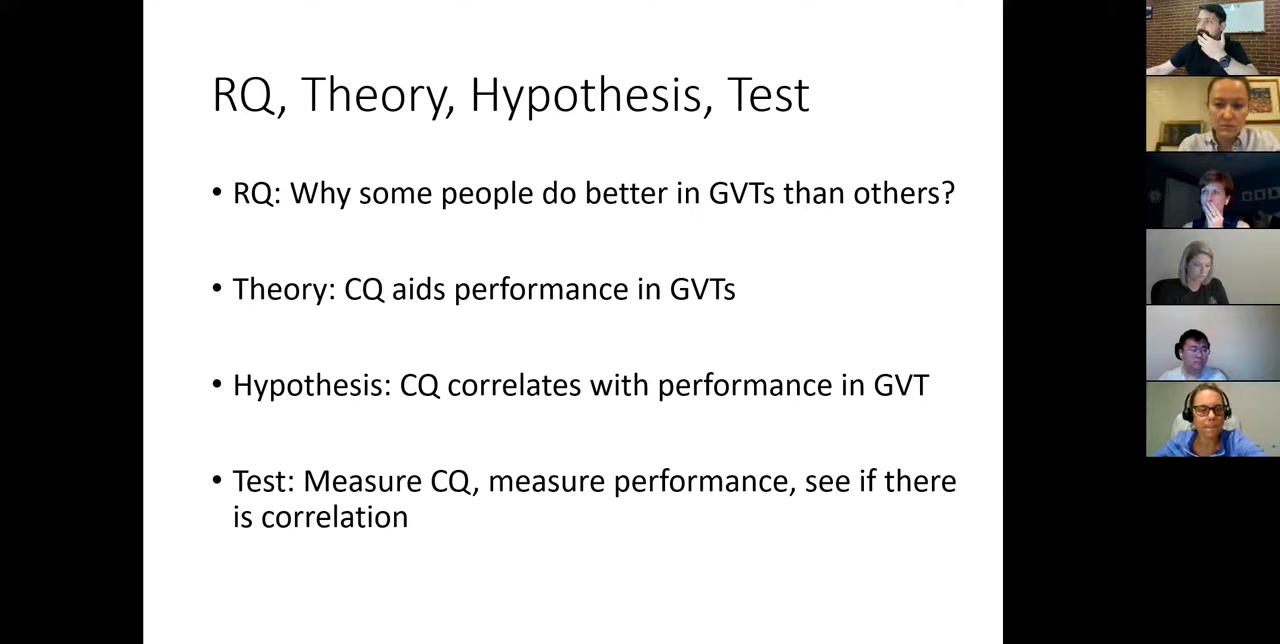 RQ, Theory, Hypothesis, Test
• RQ: Why some people do better in GVTs than others?
• Theory: CQ aids performance in GVTs
• Hypothesis: CQ correlates with performance in GVT
• Test: Measure CQ, measure performance, see if there
is correlation